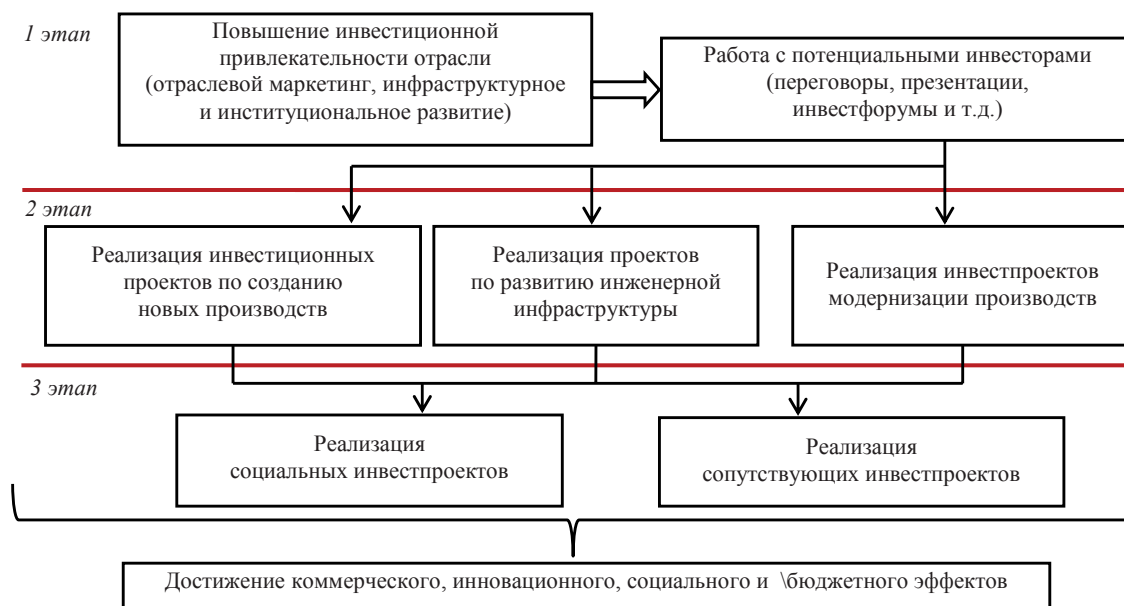 1 этап
Повышение инвестиционной
привлекательности отрасли
(отраслевой маркетинг, инфраструктурное
и институциональное развитие)
Работа с потенциальными инвесторами
(переговоры, презентации,
инвестфорумы и т.д.)
2 этап
Реализация инвестиционных
проектов по созданию
новых производств
Реализация проектов
по развитию инженерной
инфраструктуры
Реализация инвестпроектов
модернизации производств
3 этап
Реализация
социальных инвестпроектов
Реализация
сопутствующих инвестпроектов
Достижение коммерческого, инновационного, социального и \бюджетного эффектов